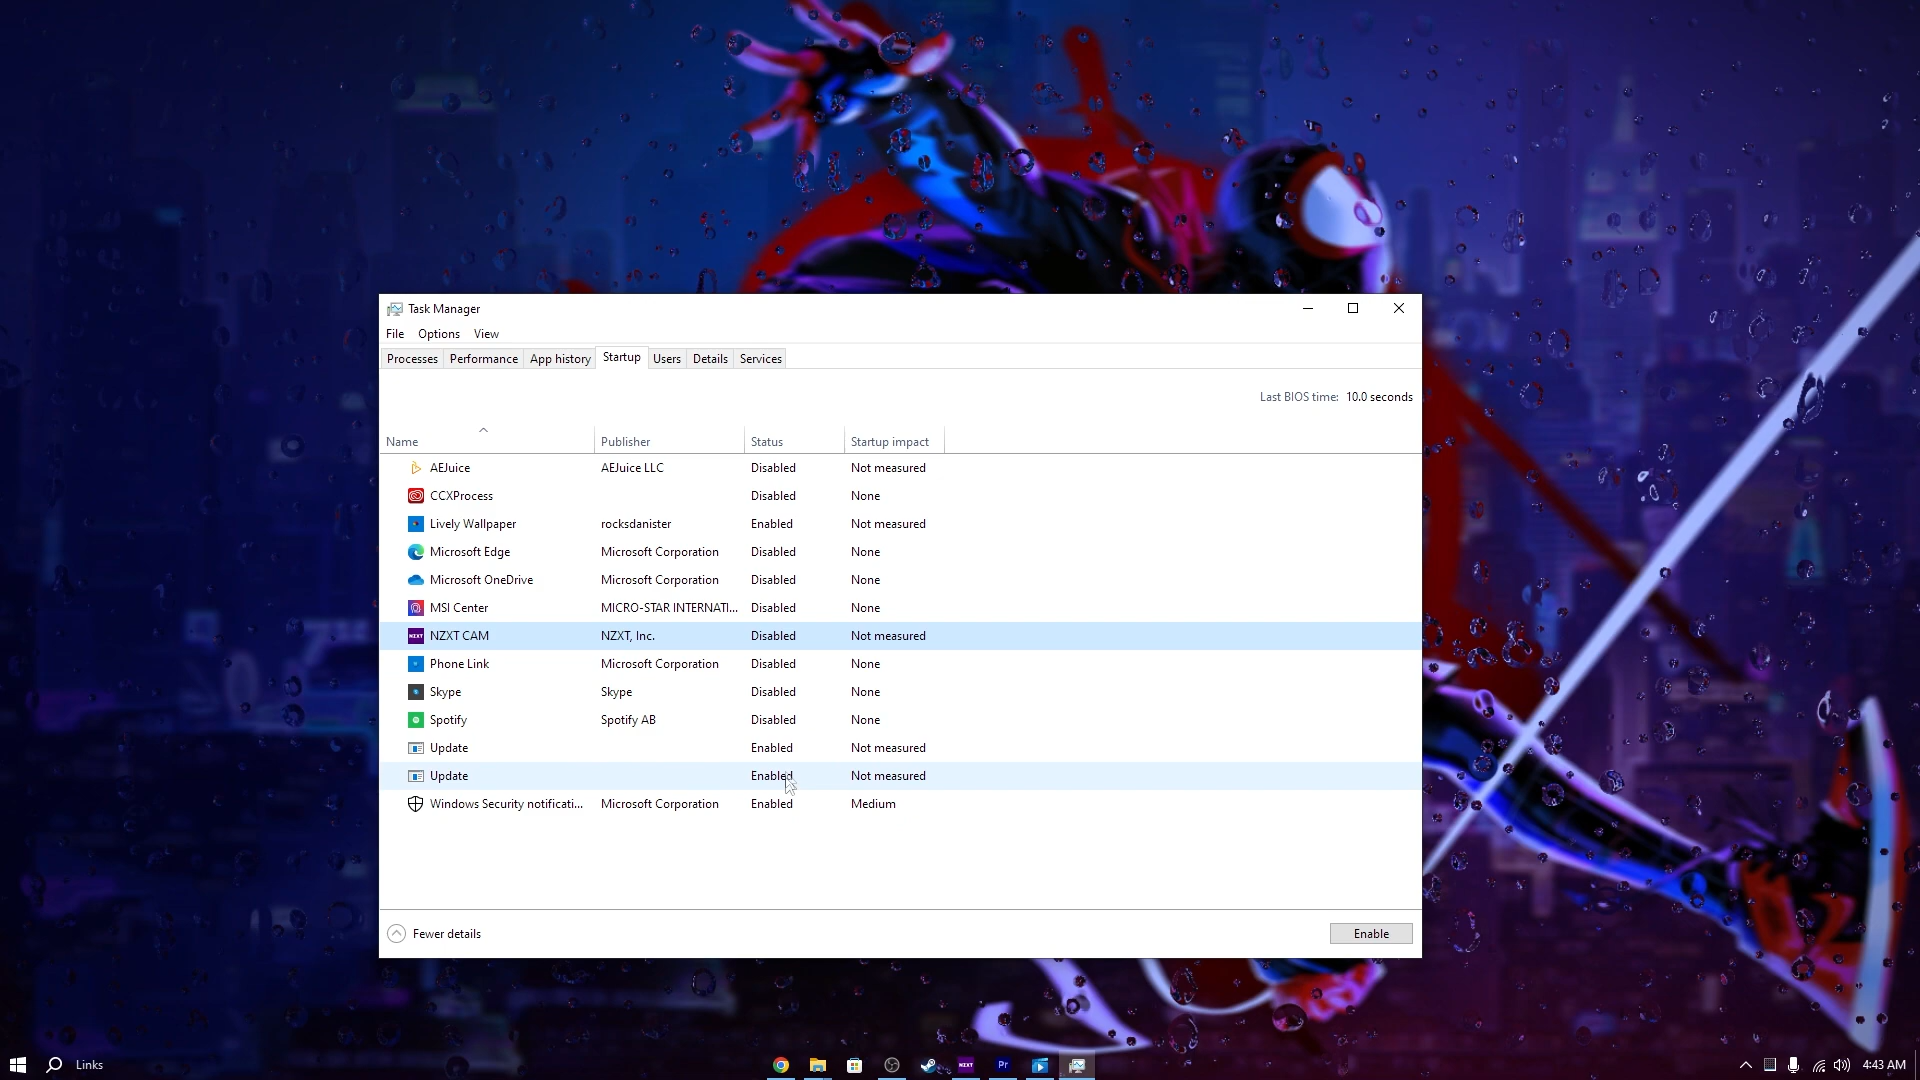 Task Manager
File Options View
Processes Performance App history Startup Users Details Services
Last BIOS time: 10.0 seconds
Name Publisher Status Startup impact
AEJuice AEJuice LLC Disabled Not measured
CCXProcess Disabled None
Lively Wallpaper rocksdanister Enabled Not measured
Microsoft Edge Microsoft Corporation Disabled None
Microsoft OneDrive Microsoft Corporation Disabled None
MSI Center MICRO-STAR INTERNATI... Disabled None
NZXT NZXT CAM NZXT, Inc. Disabled Not measured
Phone Link Microsoft Corporation Disabled None
Skype Skype Disabled None
Spotify Spotify AB Disabled None
Update Enabled Not measured
Update Enabled Not measured
Windows Security notificati... Microsoft Corporation Enabled Medium
Fewer details Enable
Links NZXT Pr 4:43 AM